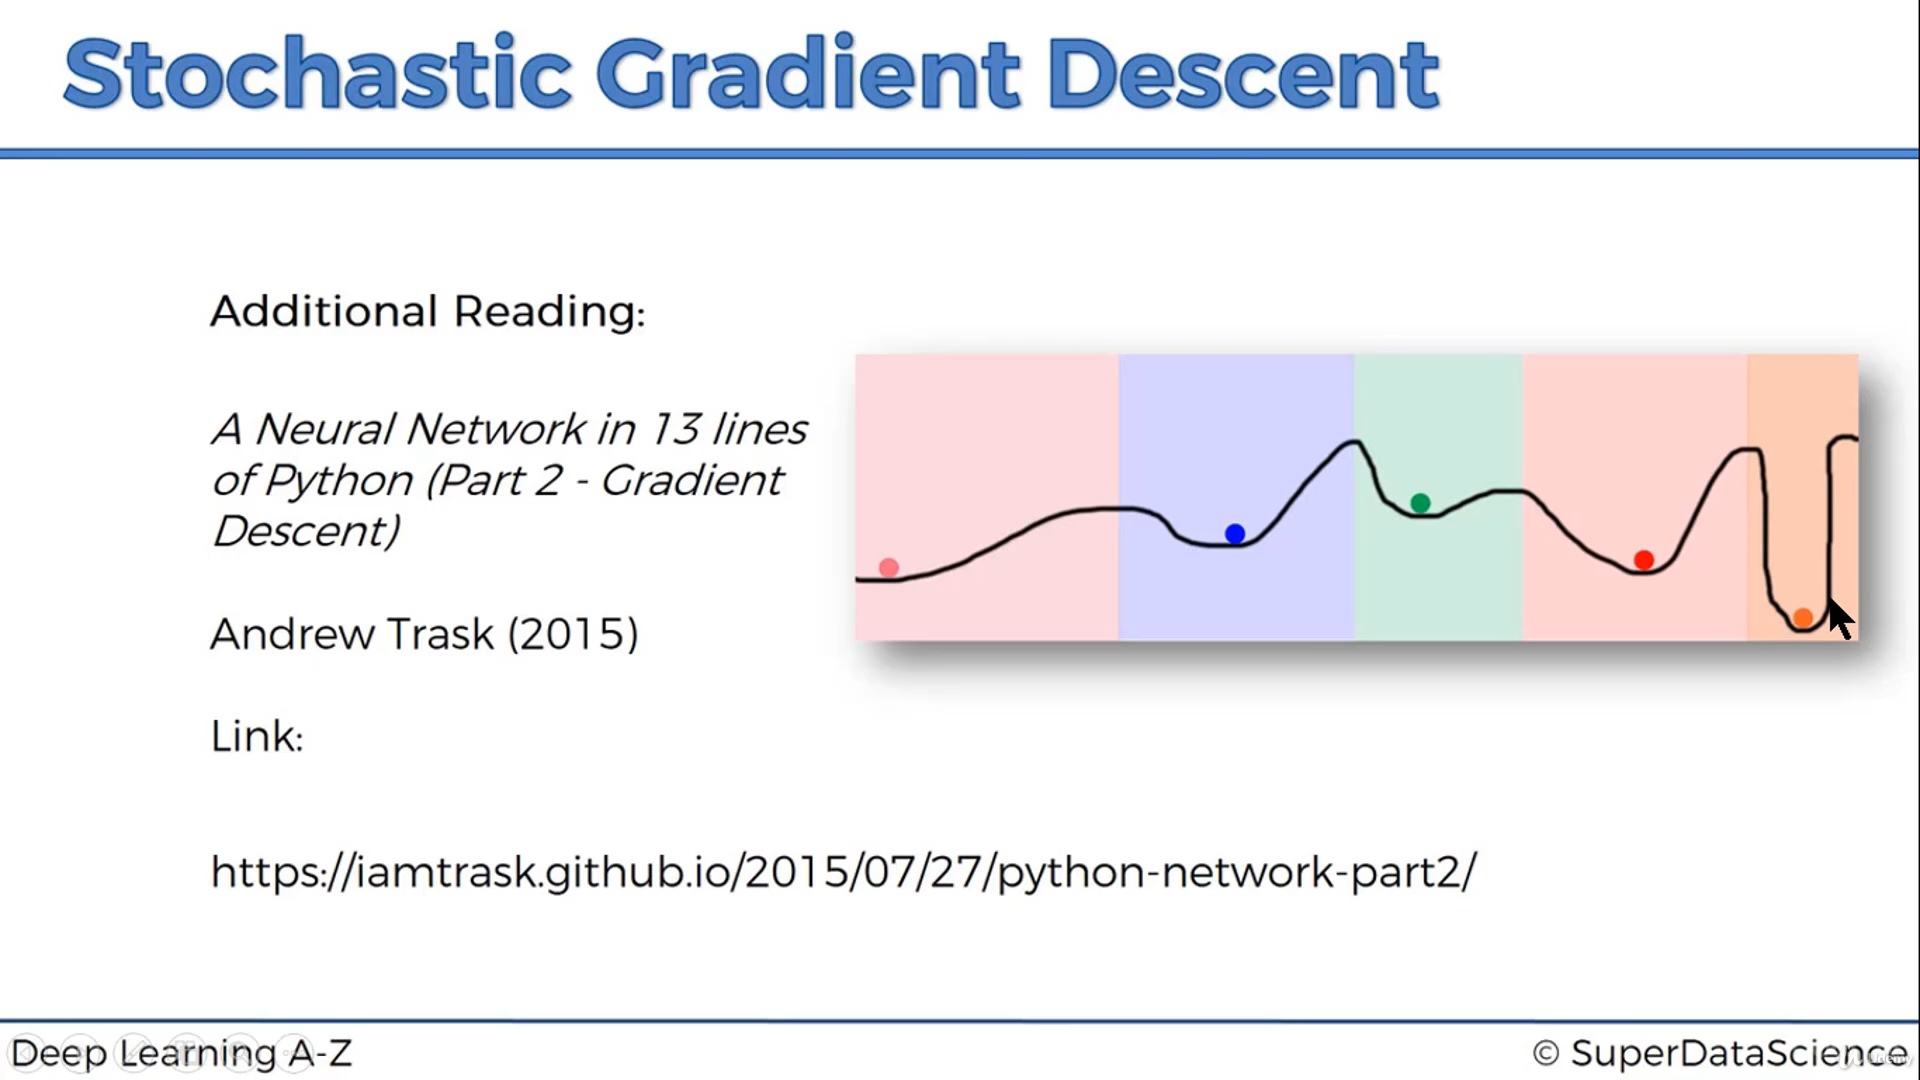 Stochastic Gradient Descent
Additional Reading:
A Neural Network in 13 lines
of Python (Part 2 - Gradient
Descent)
Andrew Trask (2015)
Link:
https://iamtrask.github.io/2015/07/27/python-network-part2/
Deep Learning A-Z
© SuperDataScience